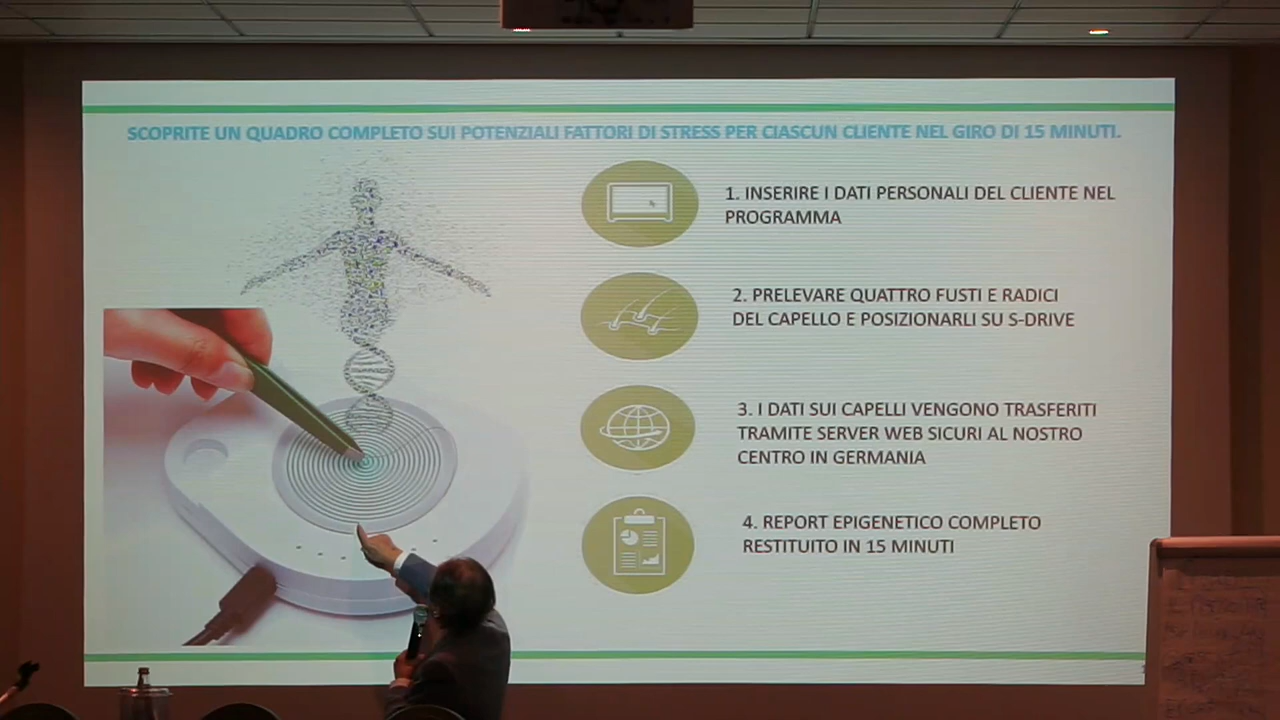 SCOPRITE UN QUADRO COMPLETO SUI POTENZIALI FATTORI DI STRESS PER CIASCUN CLIENTE NEL GIRO DI 15 MINUTI.
1. INSERIRE I DATI PERSONALI DEL CLIENTE NEL
PROGRAMMA
2. PRELEVARE QUATTRO FUSTI E RADICI
DEL CAPELLO E POSIZIONARLI SU S-DRIVE
3. I DATI SUI CAPELLI VENGONO TRASFERITI
TRAMITE SERVER WEB SICURI AL NOSTRO
CENTRO IN GERMANIA
4. REPORT EPIGENETICO COMPLETO
RESTITUITO IN 15 MINUTI